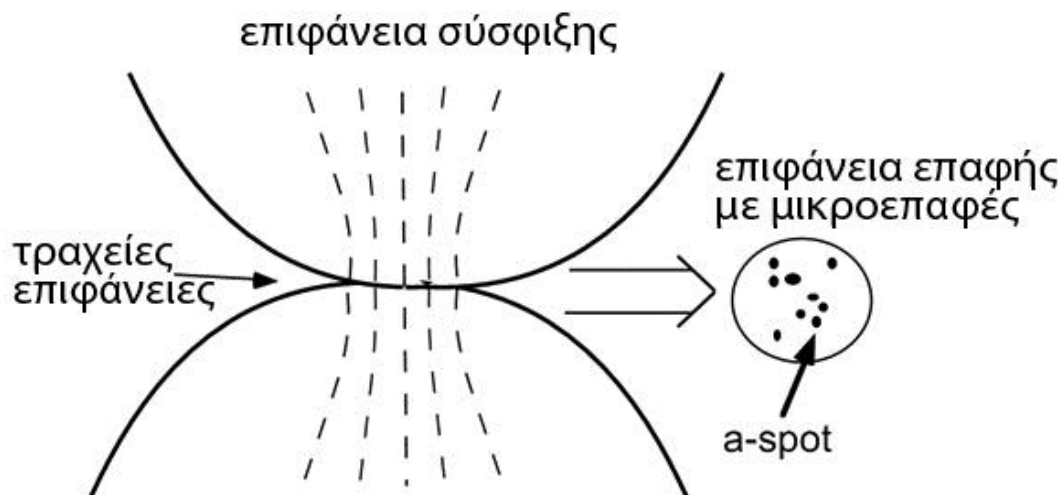 επιφάνεια σύσφιξης
επιφάνεια επαφής
με μικροεπαφές
τραχείες
επιφάνειες
a-spot